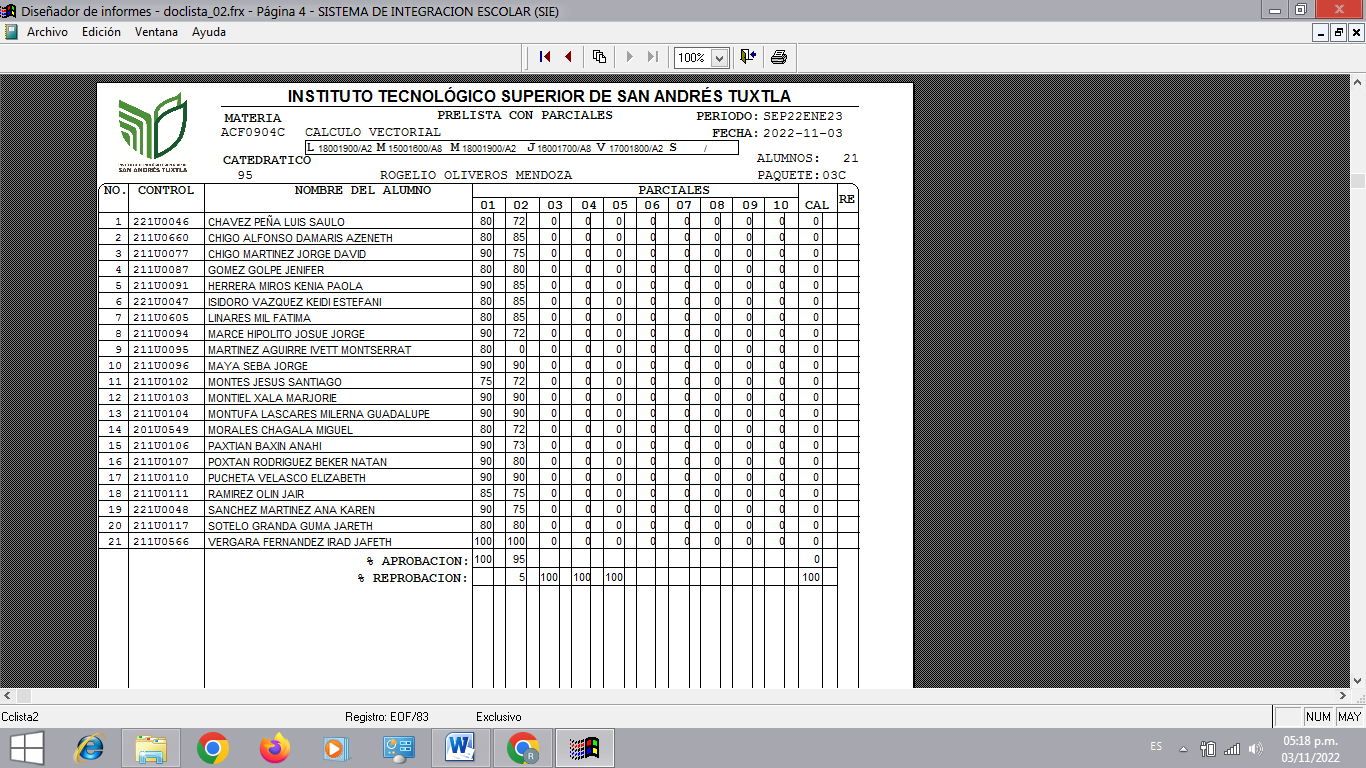 Diseñador de informes - doclista_02.frx - Página 4 - SISTEMA DE INTEGRACION ESCOLAR (SIE)
Archivo Edición Ventana Ayuda
100%
INSTITUTO TECNOLÓGICO SUPERIOR DE SAN ANDRÉS TUXTLA
MATERIA PRELISTA CON PARCIALES PERIODO: SEP22ENE23
ACF0904C CALCULO VECTORIAL FECHA: 2022-11-03
L 18001900/A2 M 15001600/A8 M 18001900/A2 J 16001700/A8 V 17001800/A2 S /
CATEDRATICO ALUMNOS: 21
95 ROGELIO OLIVEROS MENDOZA PAQUETE:03C
SAN ANDRÉS TUXTLA
NO. CONTROL NOMBRE DEL ALUMNO PARCIALES RE
01 02 03 04 05 06 07 08 09 10 CAL
1 221U0046 CHAVEZ PEÑA LUIS SAULO 80 72 0 0 0 0 0 0 0 0 0
2 211U0660 CHIGO ALFONSO DAMARIS AZENETH 80 85 0 0 0 0 0 0 0 0 0
3 211U0077 CHIGO MARTINEZ JORGE DAVID 90 75 0 0 0 0 0 0 0 0 0
4 211U0087 GOMEZ GOLPE JENIFER 80 80 0 0 0 0 0 0 0 0 0
5 211U0091 HERRERA MIROS KENIA PAOLA 90 85 0 0 0 0 0 0 0 0 0
6 221U0047 ISIDORO VAZQUEZ KEIDI ESTEFANI 80 85 0 0 0 0 0 0 0 0 0
7 211U0605 LINARES MIL FATIMA 80 85 0 0 0 0 0 0 0 0 0
8 211U0094 MARCE HIPOLITO JOSUE JORGE 90 72 0 0 0 0 0 0 0 0 0
9 211U0095 MARTINEZ AGUIRRE IVETT MONTSERRAT 80 0 0 0 0 0 0 0 0 0 0
10 211U0096 MAYA SEBA JORGE 90 90 0 0 0 0 0 0 0 0 0
11 211U0102 MONTES JESUS SANTIAGO 75 72 0 0 0 0 0 0 0 0 0
12 211U0103 MONTIEL XALA MARJORIE 90 90 0 0 0 0 0 0 0 0 0
13 211U0104 MONTUFA LASCARES MILERNA GUADALUPE 90 90 0 0 0 0 0 0 0 0 0
14 201U0549 MORALES CHAGALA MIGUEL 80 72 0 0 0 0 0 0 0 0 0
15 211U0106 PAXTIAN BAXIN ANAHI 90 73 0 0 0 0 0 0 0 0 0
16 211U0107 POXTAN RODRIGUEZ BEKER NATAN 90 80 0 0 0 0 0 0 0 0 0
17 211U0110 PUCHETA VELASCO ELIZABETH 90 90 0 0 0 0 0 0 0 0 0
18 211U0111 RAMIREZ OLIN JAIR 85 75 0 0 0 0 0 0 0 0 0
19 221U0048 SANCHEZ MARTINEZ ANA KAREN 90 75 0 0 0 0 0 0 0 0 0
20 211U0117 SOTELO GRANDA GUMA JARETH 80 80 0 0 0 0 0 0 0 0 0
21 211U0566 VERGARA FERNANDEZ IRAD JAFETH 100 100 0 0 0 0 0 0 0 0 0
% APROBACION: 100 95 0
% REPROBACION: 5 100 100 100 100
Cclista2 Registro: EOF/83 Exclusivo NUM MAY
ES 05:18 p.m.
03/11/2022